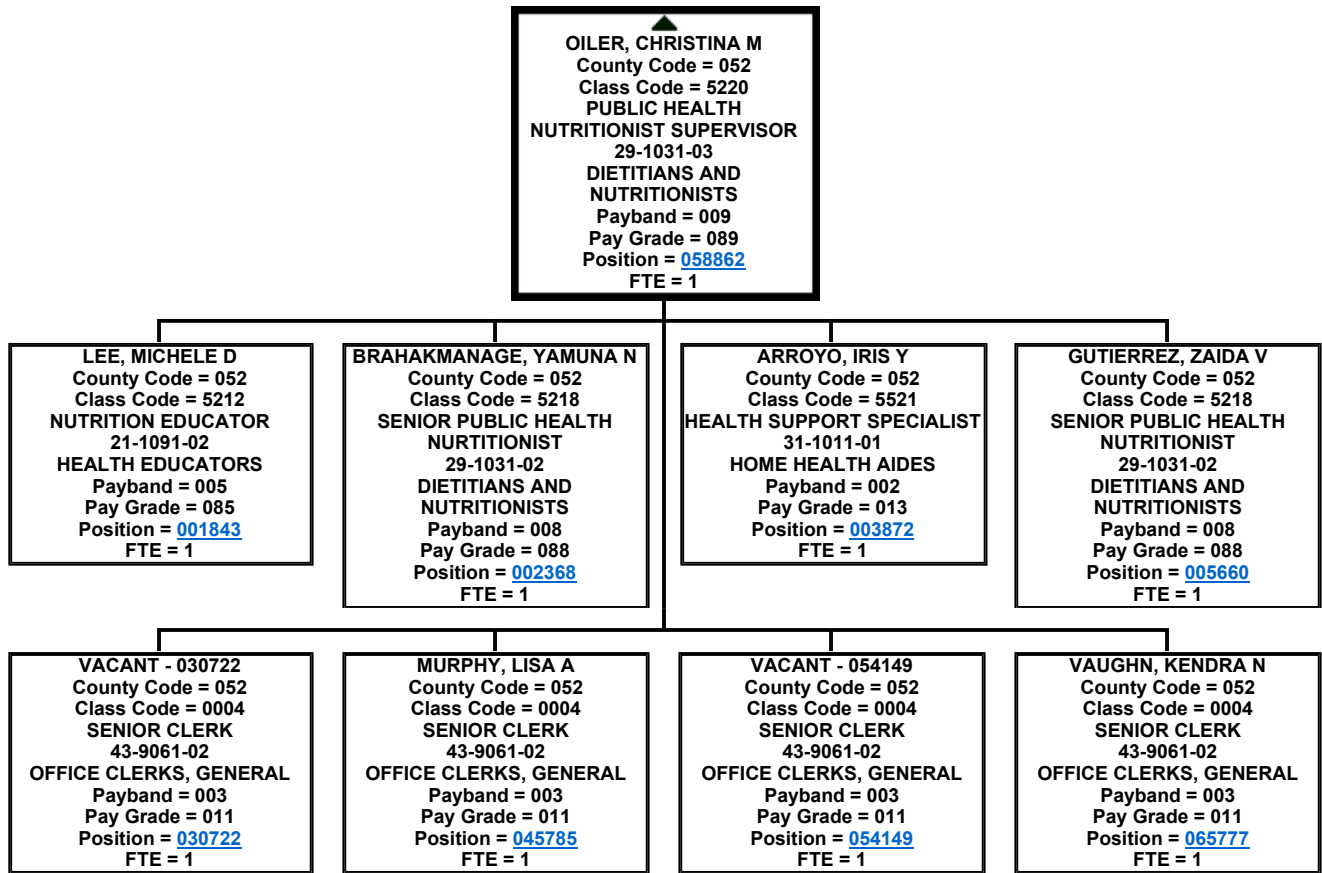 OILER, CHRISTINA M
County Code = 052
Class Code = 5220
PUBLIC HEALTH
NUTRITIONIST SUPERVISOR
29-1031-03
DIETITIANS AND
NUTRITIONISTS
Payband = 009
Pay Grade = 089
Position = 058862
FTE = 1
LEE, MICHELE D
County Code = 052
Class Code = 5212
NUTRITION EDUCATOR
21-1091-02
HEALTH EDUCATORS
Payband = 005
Pay Grade = 085
Position = 001843
FTE = 1
BRAHAKMANAGE, YAMUNA N
County Code = 052
Class Code = 5218
SENIOR PUBLIC HEALTH
NURTITIONIST
29-1031-02
DIETITIANS AND
NUTRITIONISTS
Payband = 008
Pay Grade = 088
Position = 002368
FTE = 1
ARROYO, IRIS Y
County Code = 052
Class Code = 5521
HEALTH SUPPORT SPECIALIST
31-1011-01
HOME HEALTH AIDES
Payband = 002
Pay Grade = 013
Position = 003872
FTE = 1
GUTIERREZ, ZAIDA V
County Code = 052
Class Code = 5218
SENIOR PUBLIC HEALTH
NUTRITIONIST
29-1031-02
DIETITIANS AND
NUTRITIONISTS
Payband = 008
Pay Grade = 088
Position = 005660
FTE = 1
VACANT - 030722
County Code = 052
Class Code = 0004
SENIOR CLERK
43-9061-02
OFFICE CLERKS, GENERAL
Payband = 003
Pay Grade = 011
Position = 030722
FTE = 1
MURPHY, LISA A
County Code = 052
Class Code = 0004
SENIOR CLERK
43-9061-02
OFFICE CLERKS, GENERAL
Payband = 003
Pay Grade = 011
Position = 045785
FTE = 1
VACANT - 054149
County Code = 052
Class Code = 0004
SENIOR CLERK
43-9061-02
OFFICE CLERKS, GENERAL
Payband = 003
Pay Grade = 011
Position = 054149
FTE = 1
VAUGHN, KENDRA N
County Code = 052
Class Code = 0004
SENIOR CLERK
43-9061-02
OFFICE CLERKS, GENERAL
Payband = 003
Pay Grade = 011
Position = 065777
FTE = 1